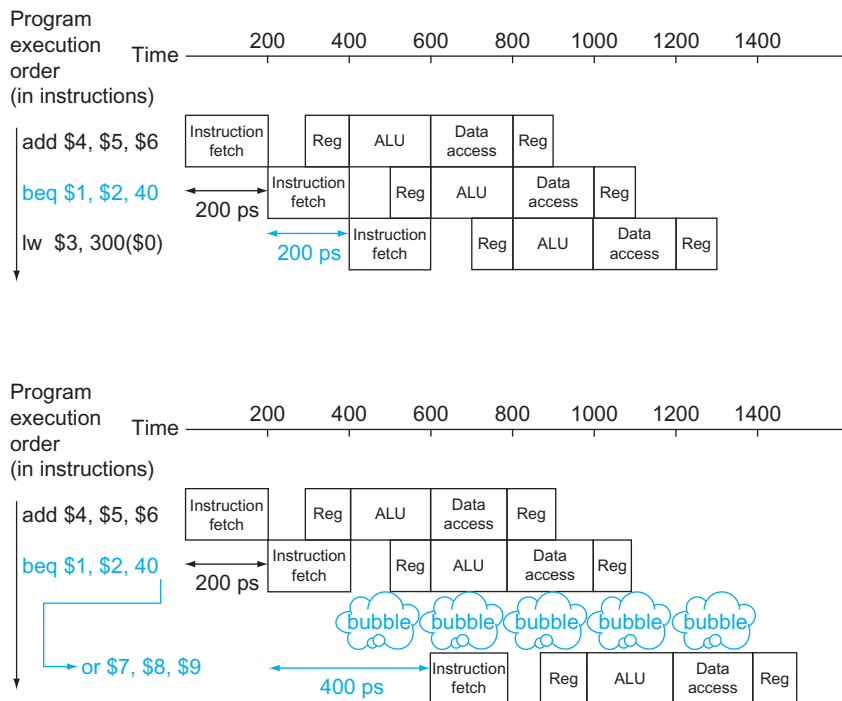 Program
execution
order
(in instructions)
Time
200 400 600 800 1000 1200 1400
add $4, $5, $6
Instruction
fetch
Reg
ALU
Data
access
Reg
beq $1, $2, 40
200 ps
Instruction
fetch
Reg
ALU
Data
access
Reg
lw $3, 300($0)
200 ps
Instruction
fetch
Reg
ALU
Data
access
Reg
Program
execution
order
(in instructions)
Time
200 400 600 800 1000 1200 1400
add $4, $5, $6
Instruction
fetch
Reg
ALU
Data
access
Reg
beq $1, $2, 40
200 ps
Instruction
fetch
Reg
ALU
Data
access
Reg
bubble bubble bubble bubble bubble
or $7, $8, $9
400 ps
Instruction
fetch
Reg
ALU
Data
access
Reg